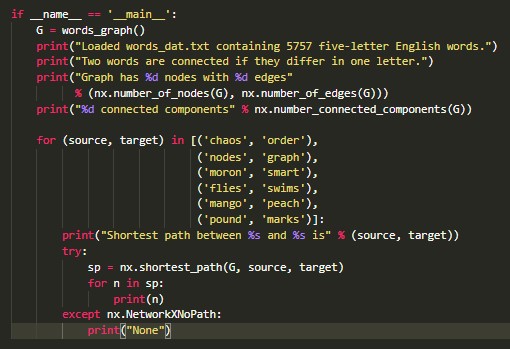 if __name__ == '__main__':
    G = words_graph()
    print("Loaded words_dat.txt containing 5757 five-letter English words.")
    print("Two words are connected if they differ in one letter.")
    print("Graph has %d nodes with %d edges"
          % (nx.number_of_nodes(G), nx.number_of_edges(G)))
    print("%d connected components" % nx.number_connected_components(G))

    for (source, target) in [('chaos', 'order'),
                             ('nodes', 'graph'),
                             ('moron', 'smart'),
                             ('flies', 'swims'),
                             ('mango', 'peach'),
                             ('pound', 'marks')]:
        print("Shortest path between %s and %s is" % (source, target))
        try:
            sp = nx.shortest_path(G, source, target)
            for n in sp:
                print(n)
        except nx.NetworkXNoPath:
            print("None")